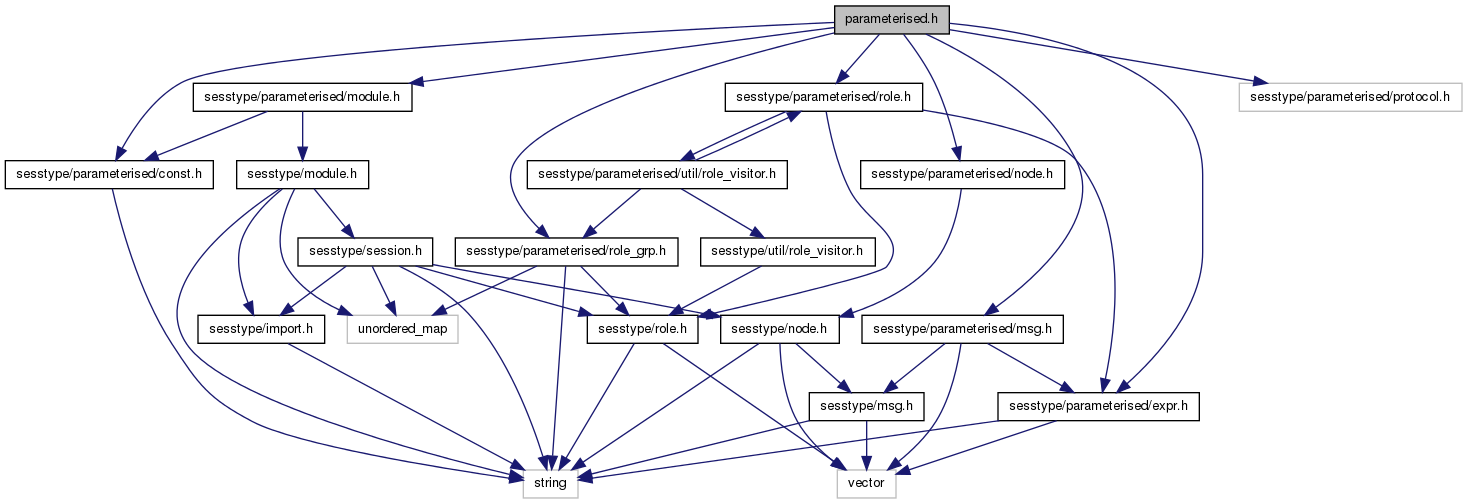 parameterised.h
sesstype/parameterised/module.h
sesstype/parameterised/role.h
sesstype/parameterised/protocol.h
sesstype/parameterised/const.h
sesstype/module.h
sesstype/parameterised/util/role_visitor.h
sesstype/parameterised/node.h
sesstype/session.h
sesstype/parameterised/role_grp.h
sesstype/util/role_visitor.h
sesstype/import.h
unordered_map
sesstype/role.h
sesstype/node.h
sesstype/parameterised/msg.h
sesstype/msg.h
sesstype/parameterised/expr.h
string
vector